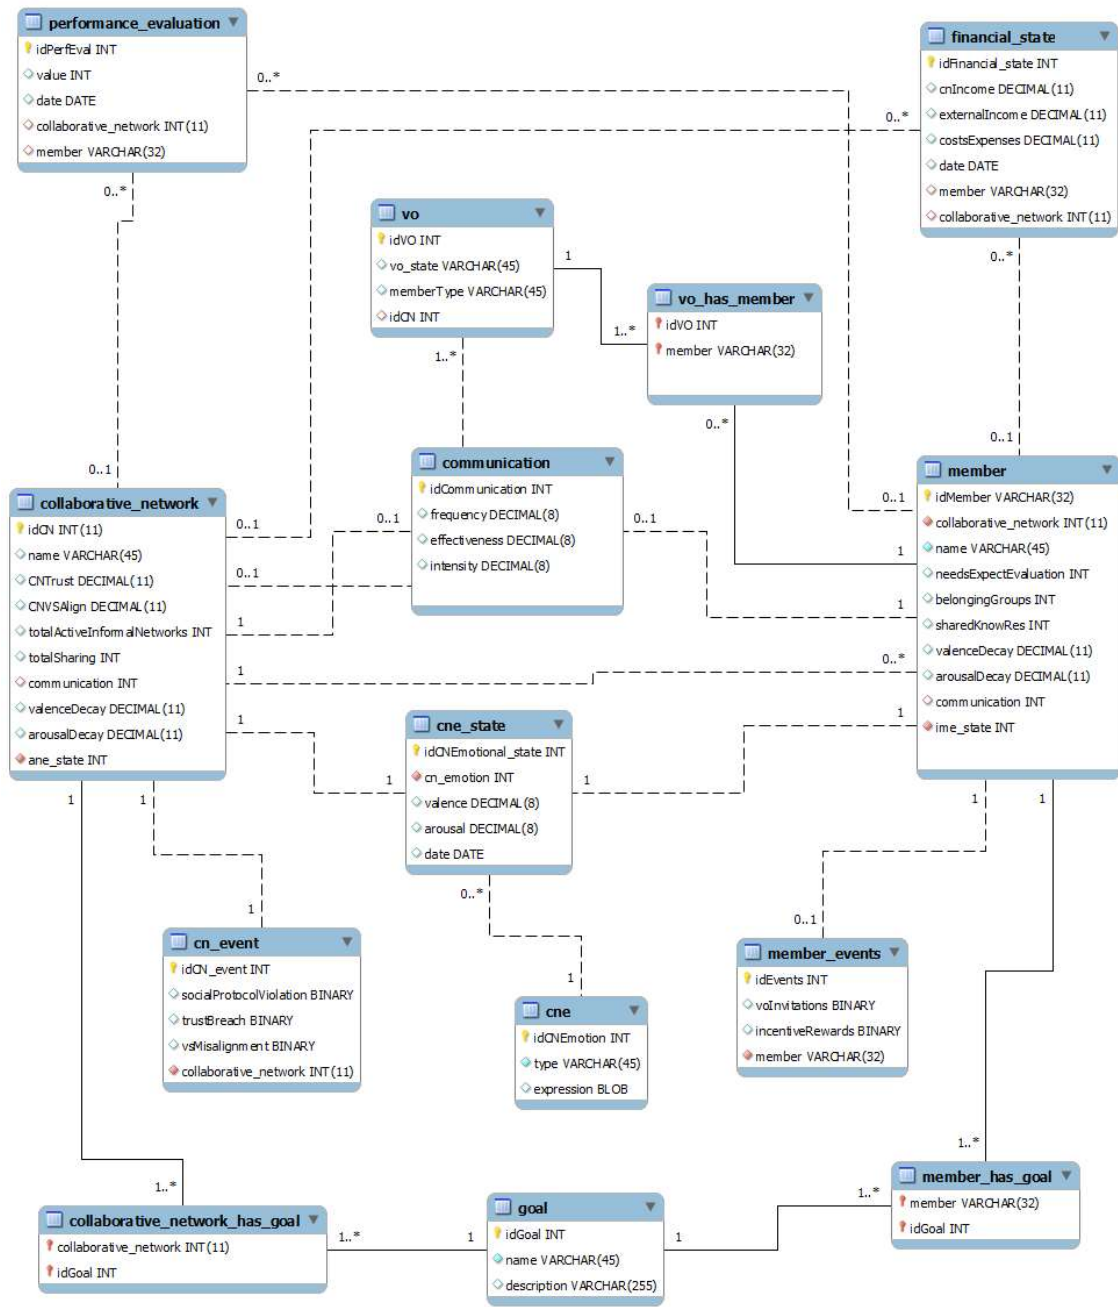 performance_evaluation
idPerfEval INT
value INT
date DATE
collaborative_network INT(11)
member VARCHAR(32)
financial_state
idFinancial_state INT
cnIncome DECIMAL(11)
externalIncome DECIMAL(11)
costsExpenses DECIMAL(11)
date DATE
member VARCHAR(32)
collaborative_network INT(11)
0..*
0..*
0..*
0..*
vo
idVO INT
vo_state VARCHAR(45)
memberType VARCHAR(45)
idCN INT
1
1..*
1..*
vo_has_member
idVO INT
member VARCHAR(32)
0..*
0..1
0..1
collaborative_network
idCN INT(11)
name VARCHAR(45)
CNTrust DECIMAL(11)
CNVSAlign DECIMAL(11)
totalActiveInformalNetworks INT
totalSharing INT
communication INT
valenceDecay DECIMAL(11)
arousalDecay DECIMAL(11)
ane_state INT
0..1
0..1
1
1
1
communication
idCommunication INT
frequency DECIMAL(8)
effectiveness DECIMAL(8)
intensity DECIMAL(8)
0..1
0..1
member
idMember VARCHAR(32)
collaborative_network INT(11)
name VARCHAR(45)
needsExpectEvaluation INT
belongingGroups INT
sharedKnowRes INT
valenceDecay DECIMAL(11)
arousalDecay DECIMAL(11)
communication INT
ime_state INT
0..1
1
1
0..*
1
cne_state
idCNEmotional_state INT
cn_emotion INT
valence DECIMAL(8)
arousal DECIMAL(8)
date DATE
1
1
0..*
1
1
1
1
1
0..1
cn_event
idCN_event INT
socialProtocolViolation BINARY
trustBreach BINARY
vsMisalignment BINARY
collaborative_network INT(11)
1
cne
idCNEmotion INT
type VARCHAR(45)
expression BLOB
member_events
idEvents INT
voInvitations BINARY
incentiveRewards BINARY
member VARCHAR(32)
1..*
1..*
collaborative_network_has_goal
collaborative_network INT(11)
idGoal INT
1..*
1
goal
idGoal INT
name VARCHAR(45)
description VARCHAR(255)
1
1..*
member_has_goal
member VARCHAR(32)
idGoal INT